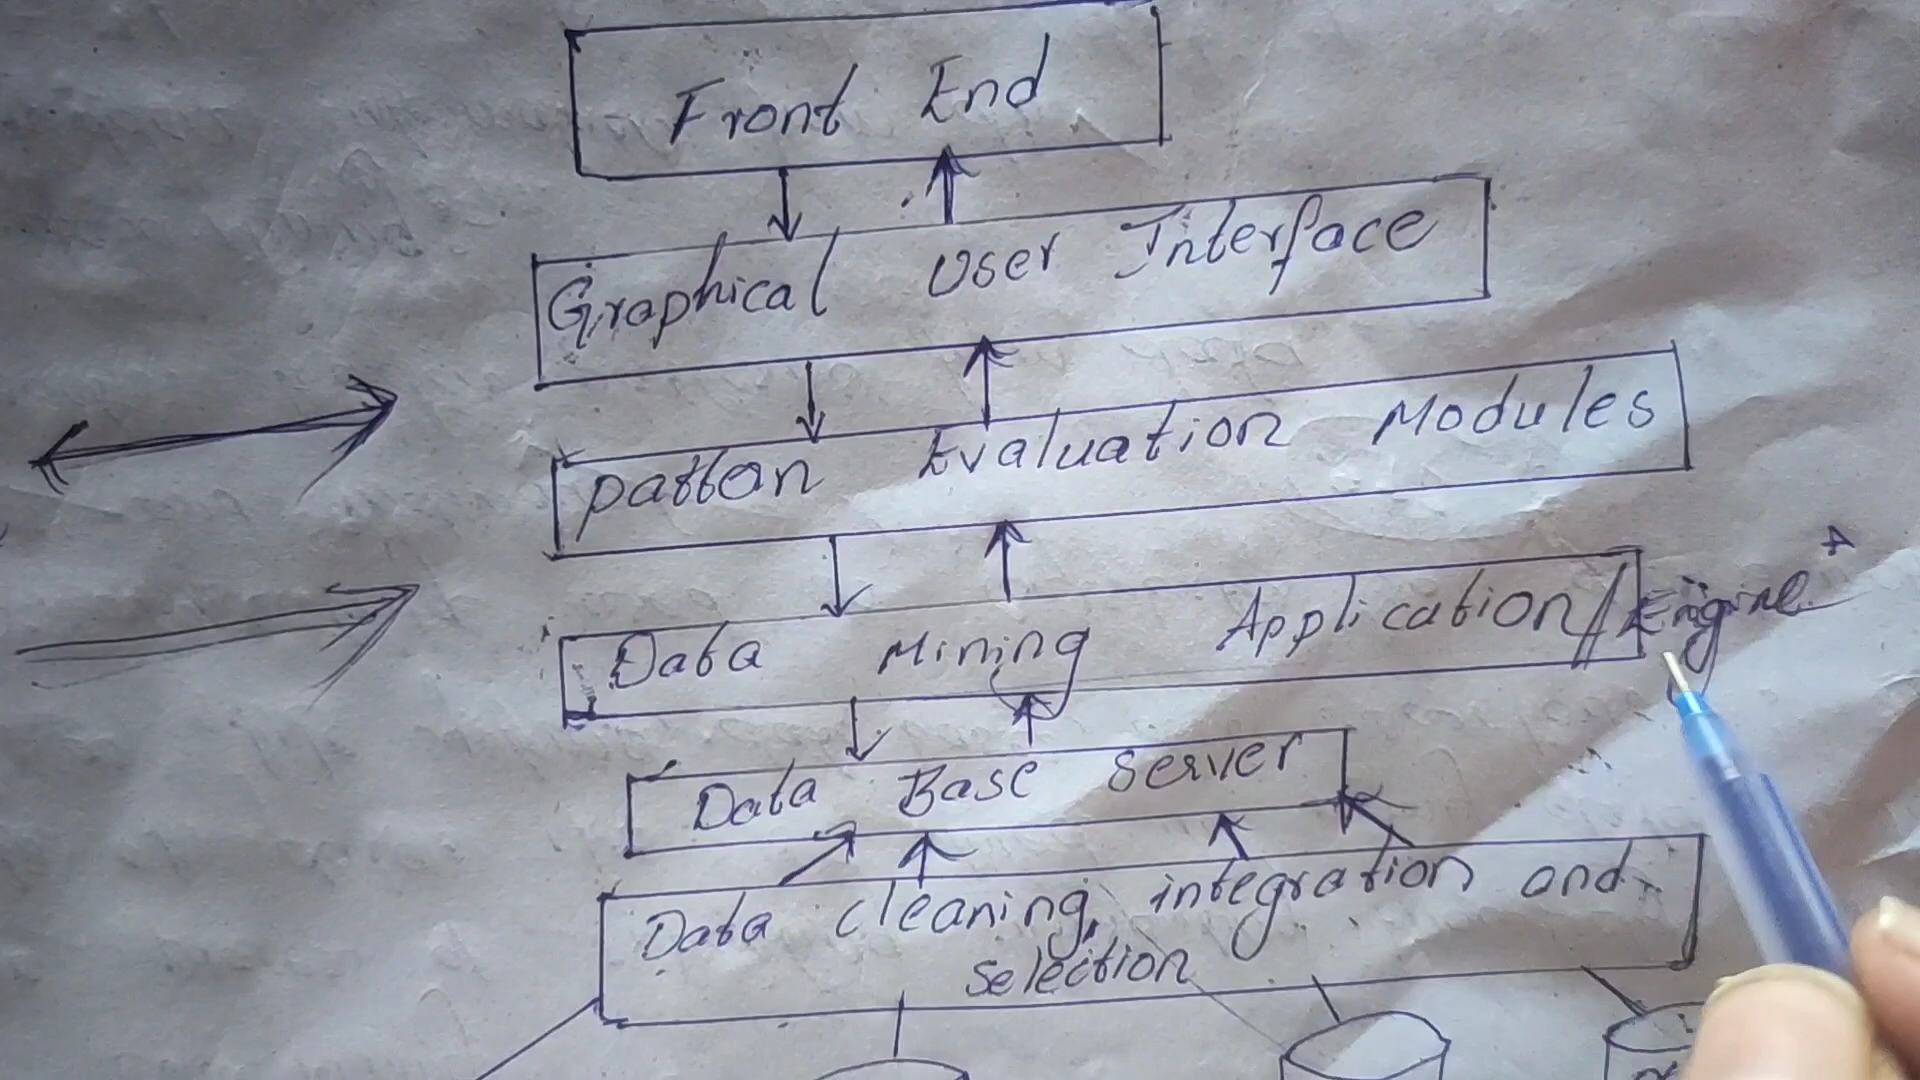 Front End
Graphical User Interface
pattan Evaluation Modules
Data Mining Application / Engine
Data Base server
Data cleaning, integration and
selection